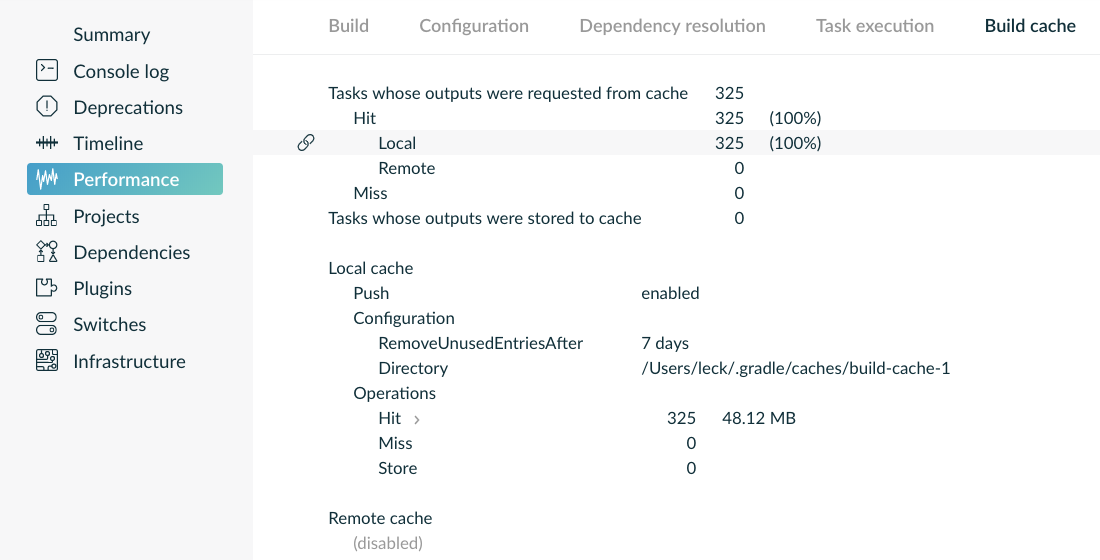 Summary
Console log
Deprecations
Timeline
Performance
Projects
Dependencies
Plugins
Switches
Infrastructure
Build Configuration Dependency resolution Task execution Build cache
Tasks whose outputs were requested from cache 325
Hit 325 (100%)
Local 325 (100%)
Remote 0
Miss 0
Tasks whose outputs were stored to cache 0
Local cache
Push enabled
Configuration
RemoveUnusedEntriesAfter 7 days
Directory /Users/leck/.gradle/caches/build-cache-1
Operations
Hit › 325 48.12 MB
Miss 0
Store 0
Remote cache
(disabled)